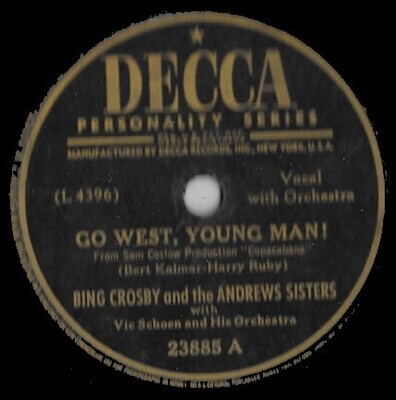 DECCA
PERSONALITY SERIES
MANUFACTURED BY DECCA RECORDS, INC., NEW YORK, U.S.A.
(L 4396)
Vocal
with Orchestra
GO WEST, YOUNG MAN!
From Sam Coslow Production "Copacabana"
(Bert Kalmar-Harry Ruby)
BING CROSBY and the ANDREWS SISTERS
with
Vic Schoen and His Orchestra
23885 A